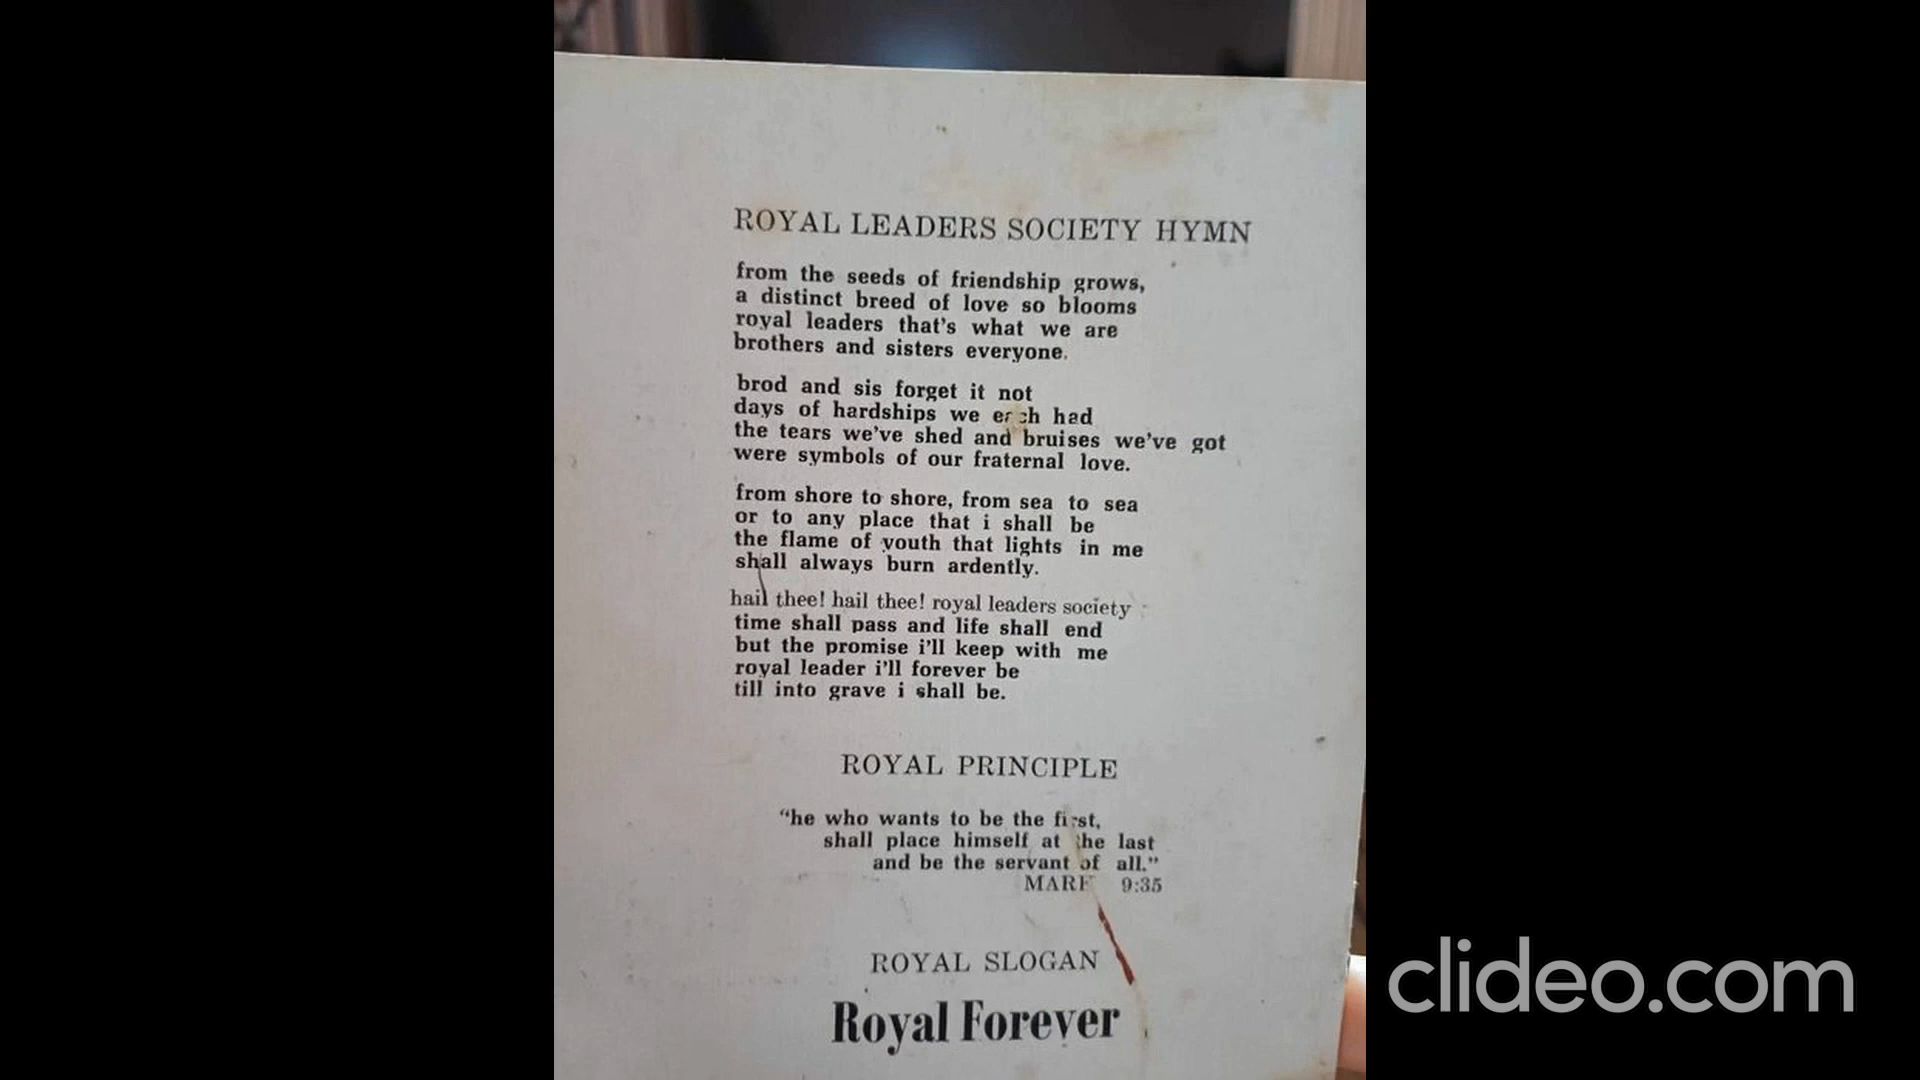 ROYAL LEADERS SOCIETY HYMN
from the seeds of friendship grows,
a distinct breed of love so blooms
royal leaders that's what we are
brothers and sisters everyone.
brod and sis forget it not
days of hardships we each had
the tears we've shed and bruises we've got
were symbols of our fraternal love.
from shore to shore, from sea to sea
or to any place that i shall be
the flame of youth that lights in me
shall always burn ardently.
hail thee! hail thee! royal leaders society
time shall pass and life shall end
but the promise i'll keep with me
royal leader i'll forever be
till into grave i shall be.
ROYAL PRINCIPLE
“he who wants to be the first,
shall place himself at the last
and be the servant of all.”
MARK 9:35
ROYAL SLOGAN
Royal Forever
clideo.com